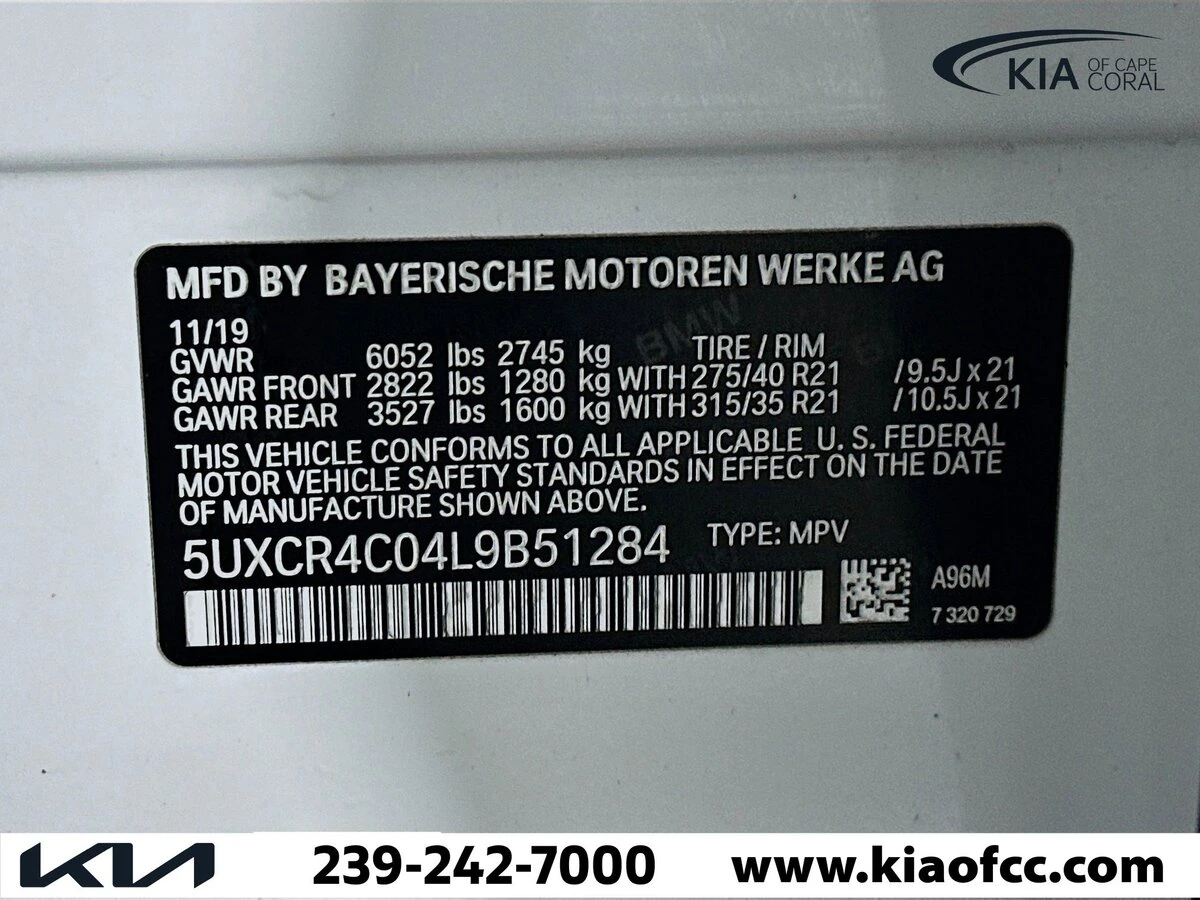 KIA OF CAPE CORAL
MFD BY BAYERISCHE MOTOREN WERKE AG
11/19
GVWR 6052 lbs 2745 kg TIRE / RIM
GAWR FRONT 2822 lbs 1280 kg WITH 275/40 R21 /9.5J x 21
GAWR REAR 3527 lbs 1600 kg WITH 315/35 R21 /10.5J x 21
THIS VEHICLE CONFORMS TO ALL APPLICABLE U. S. FEDERAL
MOTOR VEHICLE SAFETY STANDARDS IN EFFECT ON THE DATE
OF MANUFACTURE SHOWN ABOVE.
5UXCR4C04L9B51284 TYPE: MPV
A96M
7 320 729
KIA 239-242-7000 www.kiaofcc.com